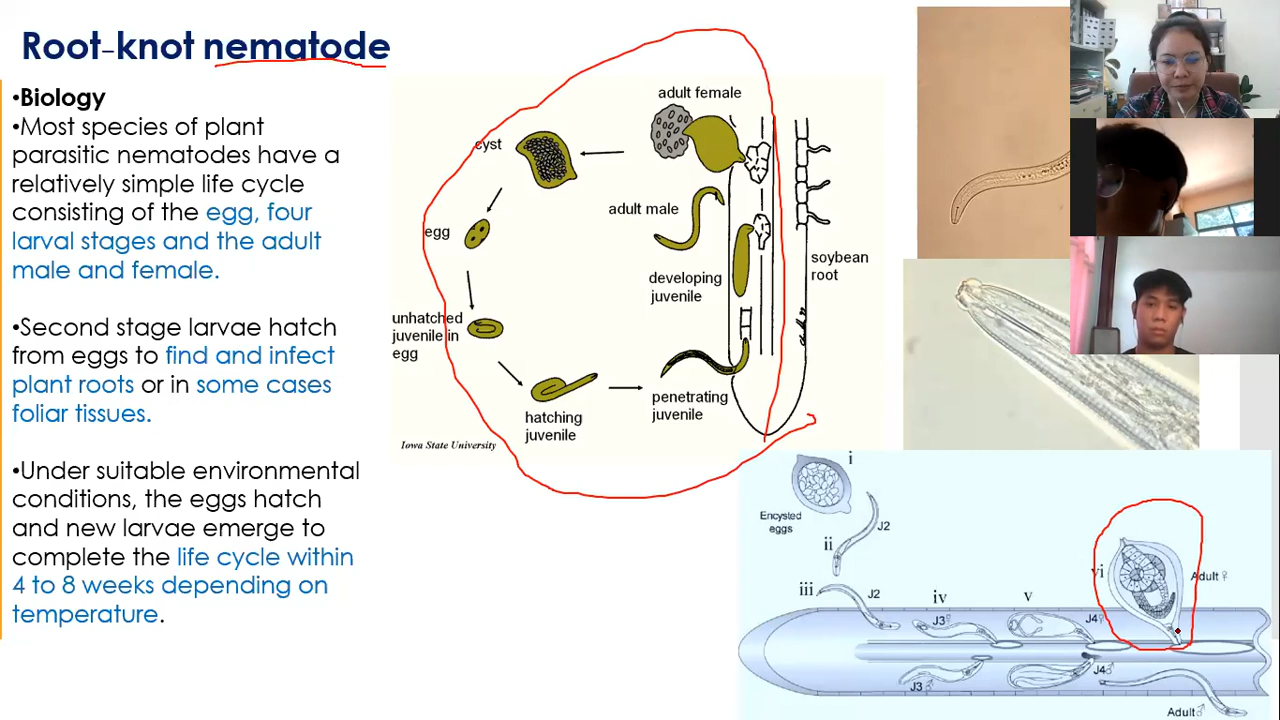 Root-knot nematode
•Biology
•Most species of plant
parasitic nematodes have a
relatively simple life cycle
consisting of the egg, four
larval stages and the adult
male and female.
•Second stage larvae hatch
from eggs to find and infect
plant roots or in some cases
foliar tissues.
•Under suitable environmental
conditions, the eggs hatch
and new larvae emerge to
complete the life cycle within
4 to 8 weeks depending on
temperature.
adult female
cyst
adult male
egg
developing
juvenile
soybean
root
unhatched
juvenile in
egg
hatching
juvenile
penetrating
juvenile
Iowa State University
i
Encysted
eggs
J2
ii
iii
J2
iv
J3♀
v
J4♀
vi
Adult ♀
J3♂
J4♂
Adult♂